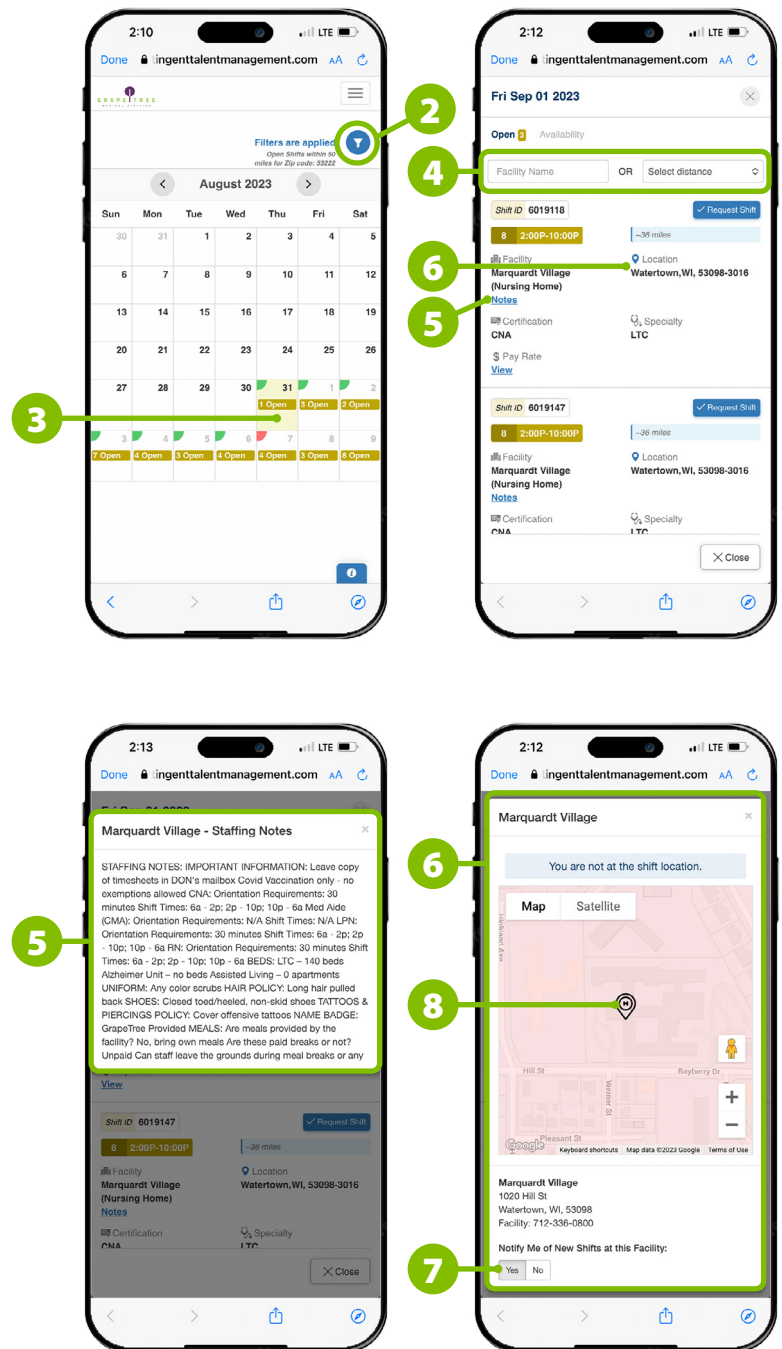 2:10
LTE
Done
ingenttalentmanagement.com AA
GRAPETREE
MEDICAL STAFFING
2
Filters are applied
Open Shifts within 50
miles for Zip code: 53222
August 2023
Sun Mon Tue Wed Thu Fri Sat
30 31 1 2 3 4 5
6 7 8 9 10 11 12
13 14 15 16 17 18 19
20 21 22 23 24 25 26
27 28 29 30 31 1 2
1 Open 3 Open 2 Open
3
3 4 5 6 7 8 9
7 Open 4 Open 3 Open 4 Open 4 Open 3 Open 8 Open
2:12
LTE
Done
ingenttalentmanagement.com AA
Fri Sep 01 2023
Open 3 Availability
4
Facility Name OR Select distance
Shift ID 6019118 Request Shift
8 2:00P-10:00P ~36 miles
6
Facility Location
Marquardt Village Watertown,WI, 53098-3016
(Nursing Home)
5
Notes
Certification Specialty
CNA LTC
$ Pay Rate
View
Shift ID 6019147 Request Shift
8 2:00P-10:00P ~36 miles
Facility Location
Marquardt Village Watertown,WI, 53098-3016
(Nursing Home)
Notes
Certification Specialty
CNA LTC
Close
2:13
LTE
Done
ingenttalentmanagement.com AA
Marquardt Village - Staffing Notes
5
STAFFING NOTES: IMPORTANT INFORMATION: Leave copy
of timesheets in DON's mailbox Covid Vaccination only - no
exemptions allowed CNA: Orientation Requirements: 30
minutes Shift Times: 6a - 2p; 2p - 10p; 10p - 6a Med Aide
(CMA): Orientation Requirements: N/A Shift Times: N/A LPN:
Orientation Requirements: 30 minutes Shift Times: 6a - 2p; 2p
- 10p; 10p - 6a RN: Orientation Requirements: 30 minutes Shift
Times: 6a - 2p; 2p - 10p; 10p - 6a BEDS: LTC – 140 beds
Alzheimer Unit – no beds Assisted Living – 0 apartments
UNIFORM: Any color scrubs HAIR POLICY: Long hair pulled
back SHOES: Closed toed/heeled, non-skid shoes TATTOOS &
PIERCINGS POLICY: Cover offensive tattoos NAME BADGE:
GrapeTree Provided MEALS: Are meals provided by the
facility? No, bring own meals Are these paid breaks or not?
Unpaid Can staff leave the grounds during meal breaks or any
View
Shift ID 6019147 Request Shift
8 2:00P-10:00P ~36 miles
Facility Location
Marquardt Village Watertown,WI, 53098-3016
(Nursing Home)
Notes
Certification Specialty
CNA LTC
Close
2:12
LTE
Done
ingenttalentmanagement.com AA
Marquardt Village
6
You are not at the shift location.
Map Satellite
Hindrand Ave
8
H
Hill St
Bayberry Dr
Werner St
Pleasant St
Google Keyboard shortcuts Map data ©2023 Google Terms of Use
Marquardt Village
1020 Hill St
Watertown, WI, 53098
Facility: 712-336-0800
Notify Me of New Shifts at this Facility:
7
Yes No